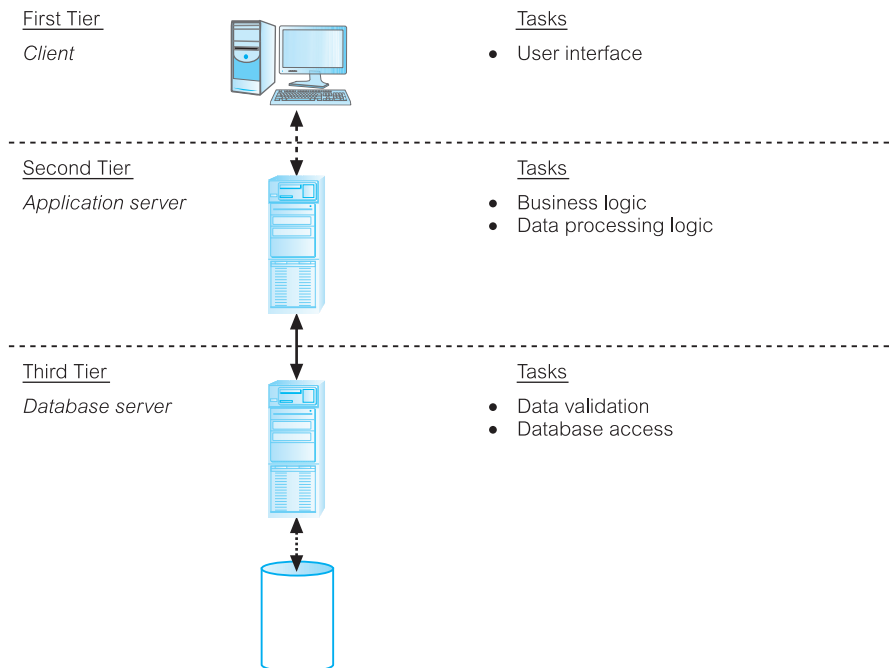 First Tier
Client
Tasks
• User interface
Second Tier
Application server
Tasks
• Business logic
• Data processing logic
Third Tier
Database server
Tasks
• Data validation
• Database access